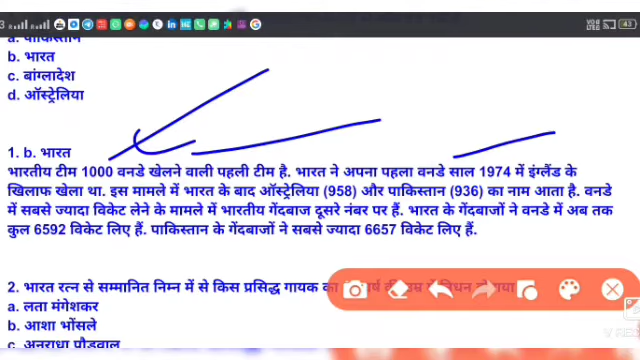 a. पाकिस्तान
b. भारत
c. बांग्लादेश
d. ऑस्ट्रेलिया
1. b. भारत
भारतीय टीम 1000 वनडे खेलने वाली पहली टीम है. भारत ने अपना पहला वनडे साल 1974 में इंग्लैंड के
खिलाफ खेला था. इस मामले में भारत के बाद ऑस्ट्रेलिया (958) और पाकिस्तान (936) का नाम आता है. वनडे
में सबसे ज्यादा विकेट लेने के मामले में भारतीय गेंदबाज दूसरे नंबर पर हैं. भारत के गेंदबाजों ने वनडे में अब तक
कुल 6592 विकेट लिए हैं. पाकिस्तान के गेंदबाजों ने सबसे ज्यादा 6657 विकेट लिए हैं.
2. भारत रत्न से सम्मानित निम्न में से किस प्रसिद्ध गायक का
a. लता मंगेशकर
b. आशा भोंसले
c. अनुराधा पौडवाल